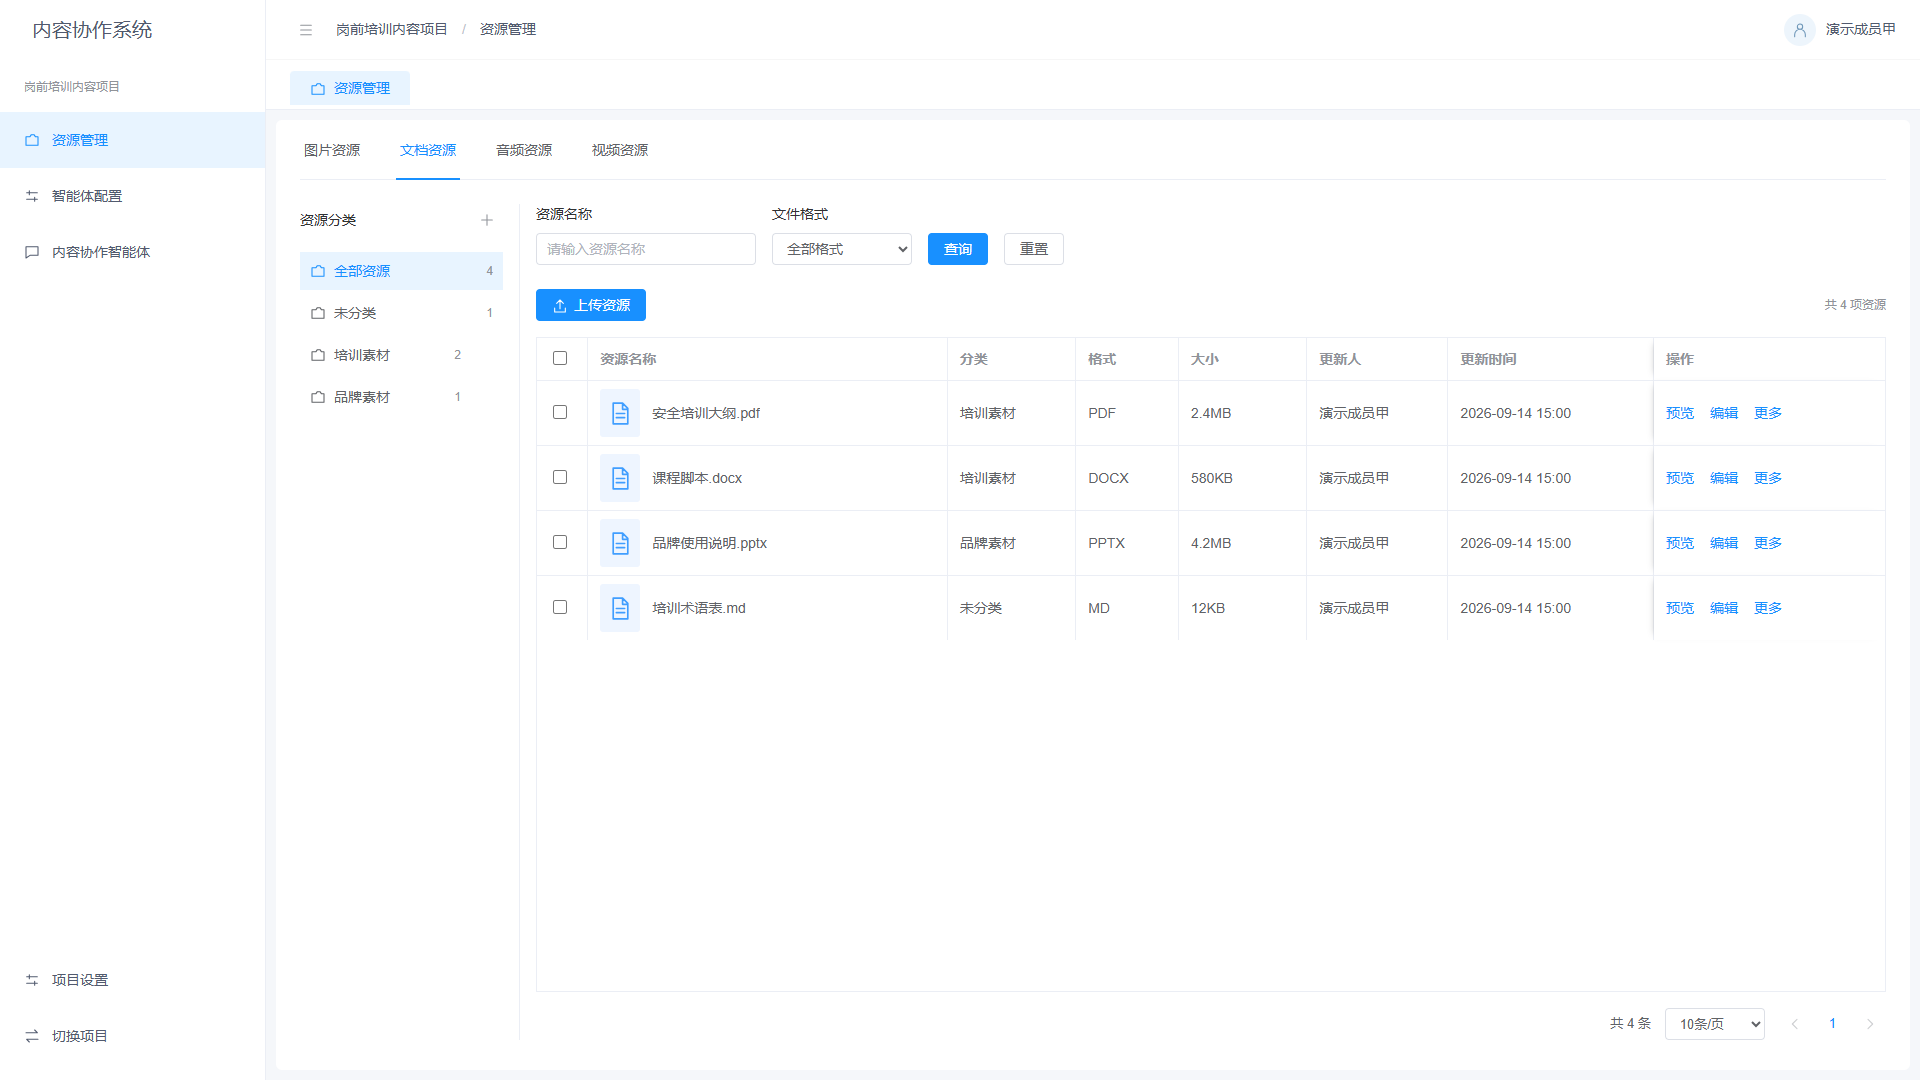 内容协作系统
岗前培训内容项目 / 资源管理
演示成员甲
岗前培训内容项目
资源管理
智能体配置
内容协作智能体
项目设置
切换项目
资源管理
图片资源 文档资源 音频资源 视频资源
资源分类
全部资源 4
未分类 1
培训素材 2
品牌素材 1
资源名称 文件格式
请输入资源名称 全部格式 查询 重置
上传资源 共 4 项资源
资源名称 分类 格式 大小 更新人 更新时间 操作
安全培训大纲.pdf 培训素材 PDF 2.4MB 演示成员甲 2026-09-14 15:00 预览 编辑 更多
课程脚本.docx 培训素材 DOCX 580KB 演示成员甲 2026-09-14 15:00 预览 编辑 更多
品牌使用说明.pptx 品牌素材 PPTX 4.2MB 演示成员甲 2026-09-14 15:00 预览 编辑 更多
培训术语表.md 未分类 MD 12KB 演示成员甲 2026-09-14 15:00 预览 编辑 更多
共 4 条 10条/页 1